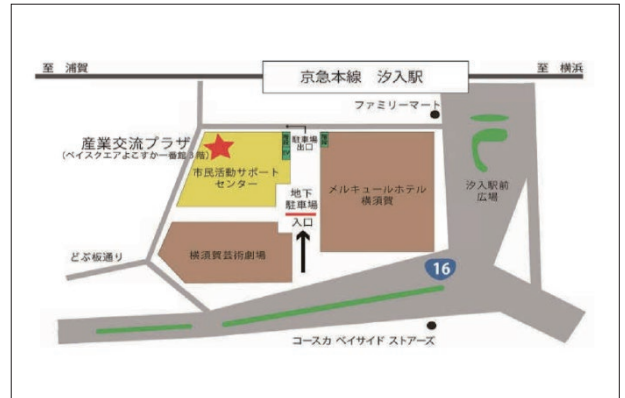 至 浦賀
京急本線 汐入駅
至 横浜
ファミリーマート
産業交流プラザ
(ベイスクエアよこすか一番館3階)
駐車場
出口
市民活動サポート
センター
地下
駐車場
入口
メルキュールホテル
横須賀
汐入駅前
広場
どぶ板通り
横須賀芸術劇場
16
コースカ ベイサイド ストアーズ